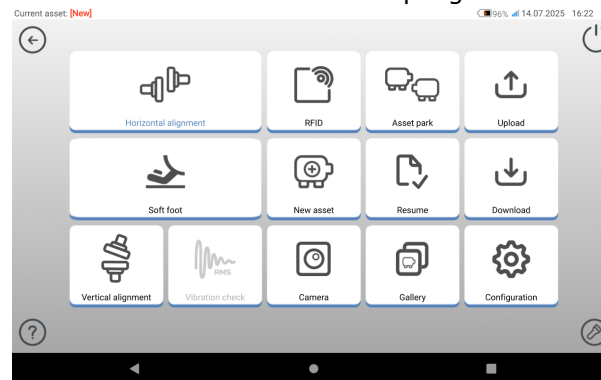 Current asset: [New]
96% 14.07.2025 16:22
Horizontal alignment
RFID
Asset park
Upload
Soft foot
New asset
Resume
Download
RMS
Vertical alignment
Vibration check
Camera
Gallery
Configuration
?